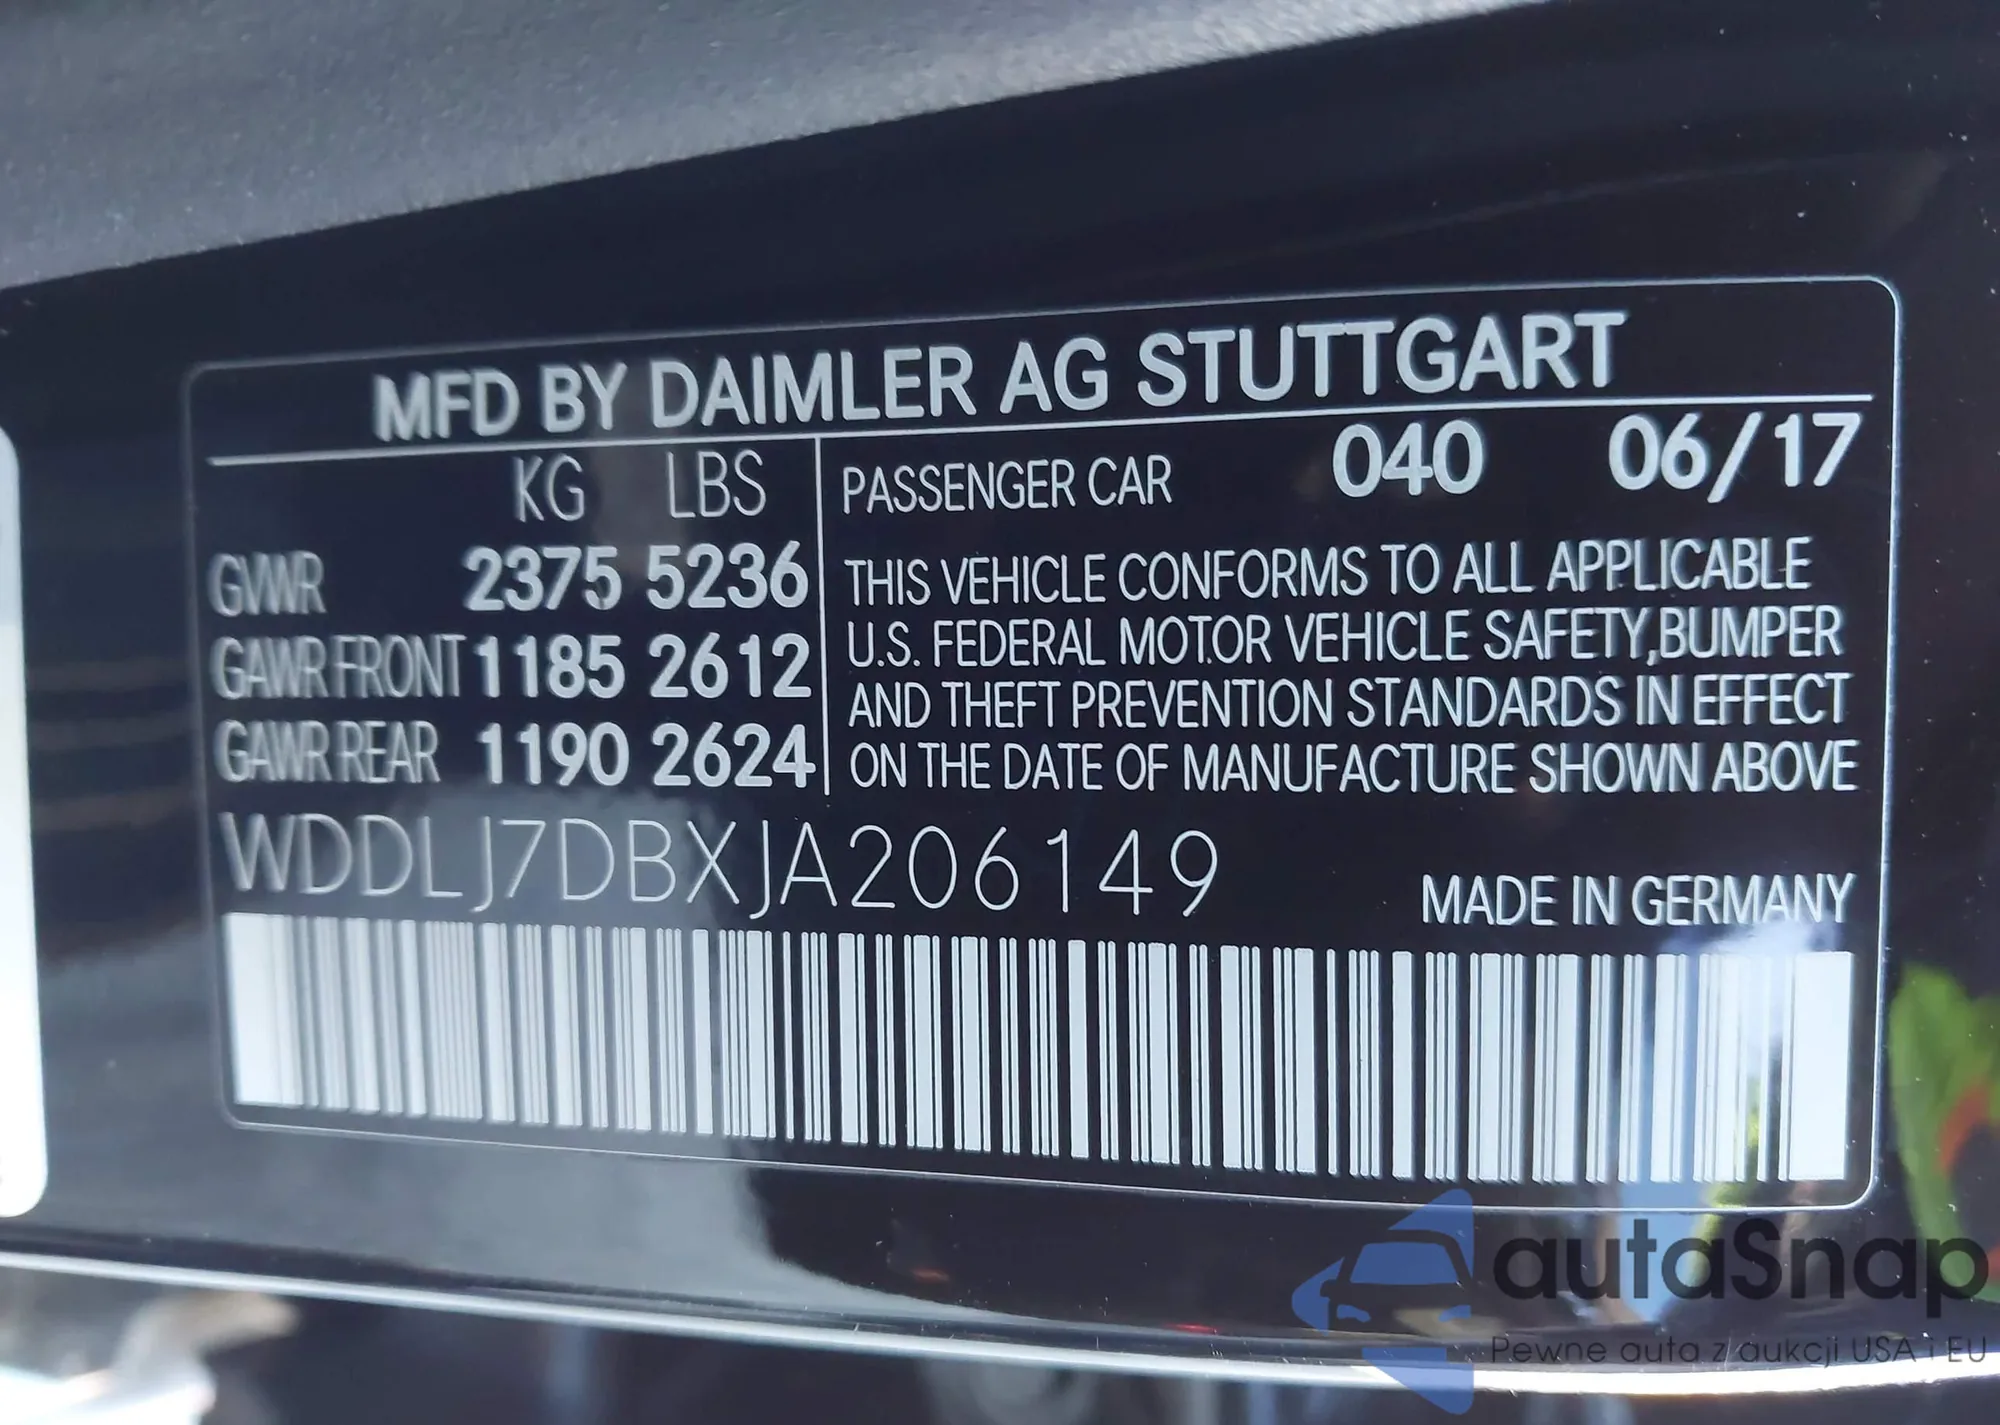 MFD BY DAIMLER AG STUTTGART
KG LBS
GVWR 2375 5236
GAWR FRONT 1185 2612
GAWR REAR 1190 2624
PASSENGER CAR 040 06/17
THIS VEHICLE CONFORMS TO ALL APPLICABLE
U.S. FEDERAL MOTOR VEHICLE SAFETY,BUMPER
AND THEFT PREVENTION STANDARDS IN EFFECT
ON THE DATE OF MANUFACTURE SHOWN ABOVE
WDDLJ7DBXJA206149
MADE IN GERMANY
autaSnap
Pewne auta z aukcji USA i EU